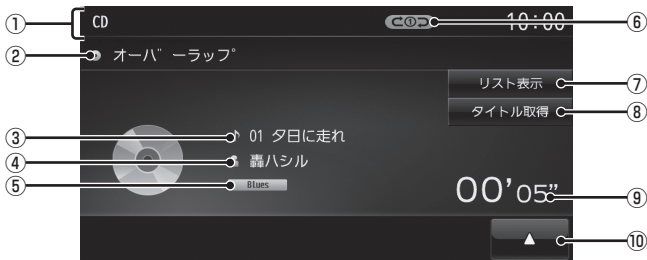 ① CD ⊂①⊃ ⑥ 10:00
② オーバーラップ
リスト表示 ⑦
タイトル取得 ⑧
③ 01 夕日に走れ
④ 轟ハシル
⑤ Blues
00'05" ⑨
⑩